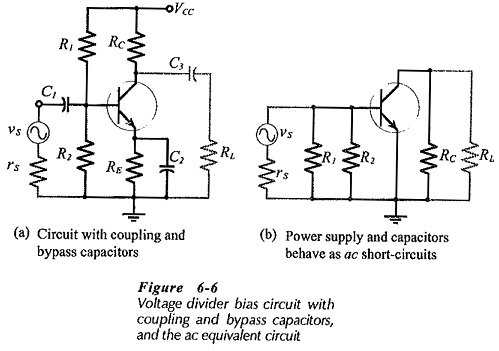 VCC
R1
RC
C1
C3
vS
rS
R2
RE
C2
RL
vS
rS
R1
R2
RC
RL
(a) Circuit with coupling and
bypass capacitors
(b) Power supply and capacitors
behave as ac short-circuits
Figure 6-6
Voltage divider bias circuit with
coupling and bypass capacitors,
and the ac equivalent circuit